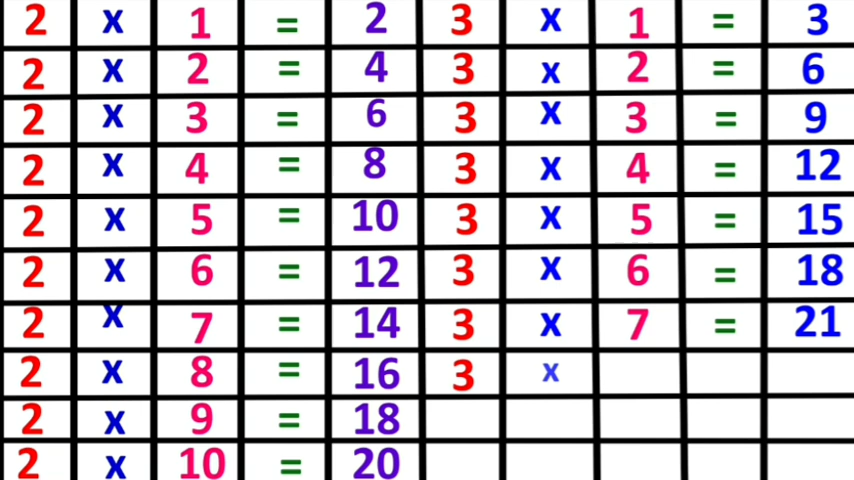 2 x 1 = 2 3 x 1 = 3
2 x 2 = 4 3 x 2 = 6
2 x 3 = 6 3 x 3 = 9
2 x 4 = 8 3 x 4 = 12
2 x 5 = 10 3 x 5 = 15
2 x 6 = 12 3 x 6 = 18
2 x 7 = 14 3 x 7 = 21
2 x 8 = 16 3 x
2 x 9 = 18
2 x 10 = 20